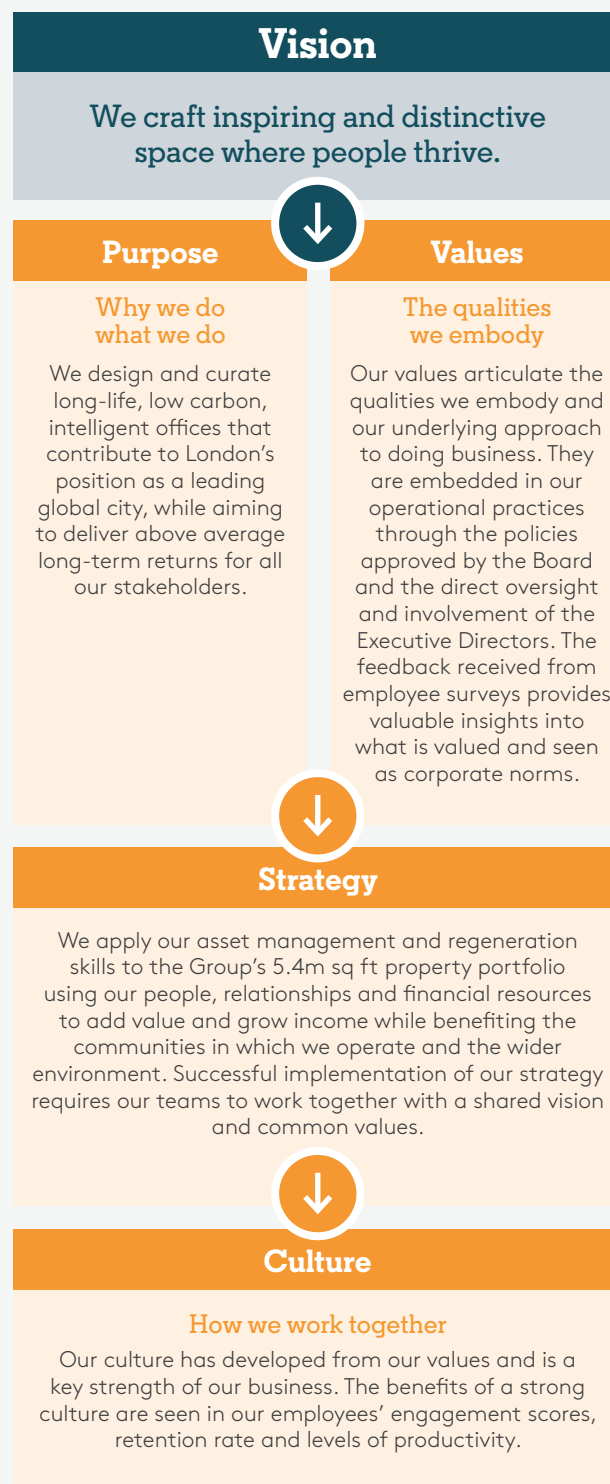 Vision
We craft inspiring and distinctive
space where people thrive.
Purpose
Why we do
what we do
We design and curate
long-life, low carbon,
intelligent offices that
contribute to London’s
position as a leading
global city, while aiming
to deliver above average
long-term returns for all
our stakeholders.
Values
The qualities
we embody
Our values articulate the
qualities we embody and
our underlying approach
to doing business. They
are embedded in our
operational practices
through the policies
approved by the Board
and the direct oversight
and involvement of the
Executive Directors. The
feedback received from
employee surveys provides
valuable insights into
what is valued and seen
as corporate norms.
Strategy
We apply our asset management and regeneration
skills to the Group’s 5.4m sq ft property portfolio
using our people, relationships and financial resources
to add value and grow income while benefiting the
communities in which we operate and the wider
environment. Successful implementation of our strategy
requires our teams to work together with a shared vision
and common values.
Culture
How we work together
Our culture has developed from our values and is a
key strength of our business. The benefits of a strong
culture are seen in our employees’ engagement scores,
retention rate and levels of productivity.